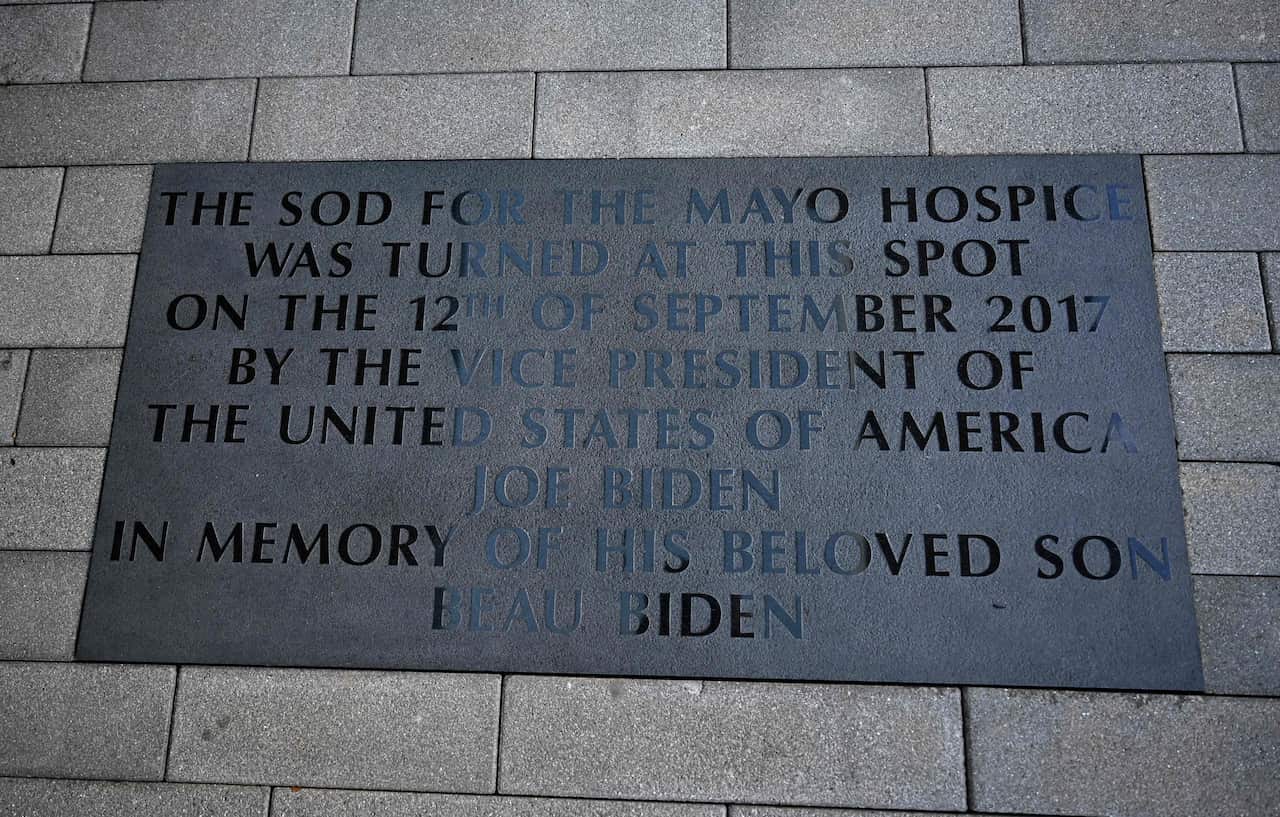 THE SOD FOR THE MAYO HOSPICE
WAS TURNED AT THIS SPOT
ON THE 12TH OF SEPTEMBER 2017
BY THE VICE PRESIDENT OF
THE UNITED STATES OF AMERICA
JOE BIDEN
IN MEMORY OF HIS BELOVED SON
BEAU BIDEN